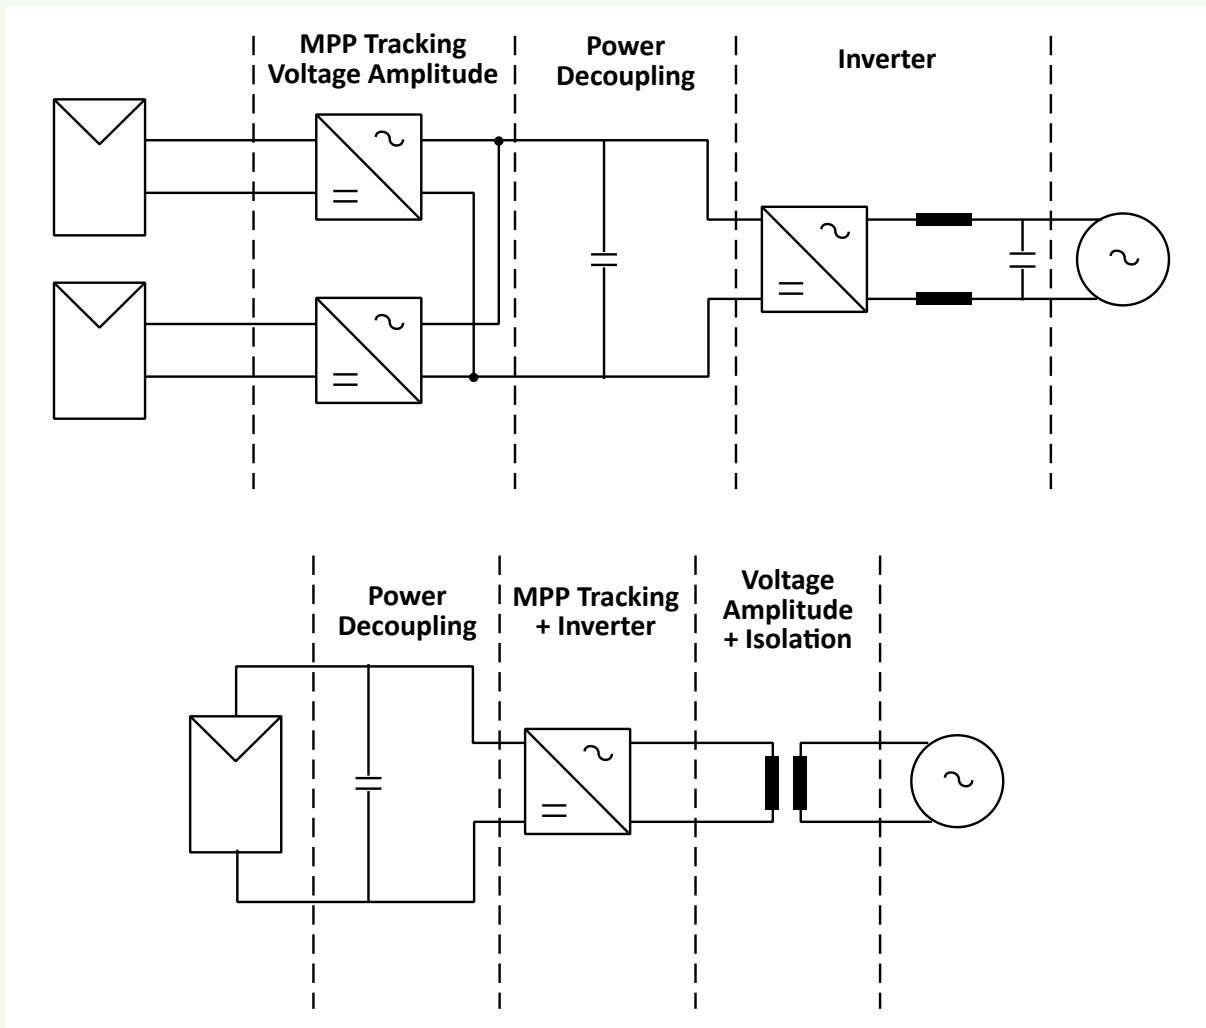 MPP Tracking
Voltage Amplitude
Power
Decoupling
Inverter
Power
Decoupling
MPP Tracking
+ Inverter
Voltage
Amplitude
+ Isolation